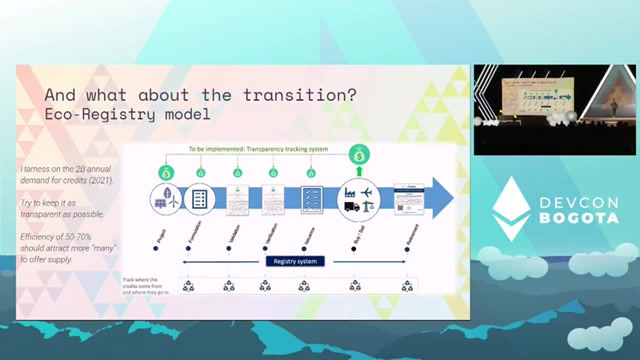 And what about the transition?
Eco-Registry model
To be implemented: Transparency tracking system
Harness on the 2B annual
demand for credits (2021).
Try to keep it as
transparent as possible.
Efficiency of 50-70%
should attract more "many"
to offer supply.
Project
Formulation
Validation
Verification
Issuance
Buy / Sell
Retirement
Registry system
Track where the
credits come from
and where they go to
DEVCON
BOGOTA